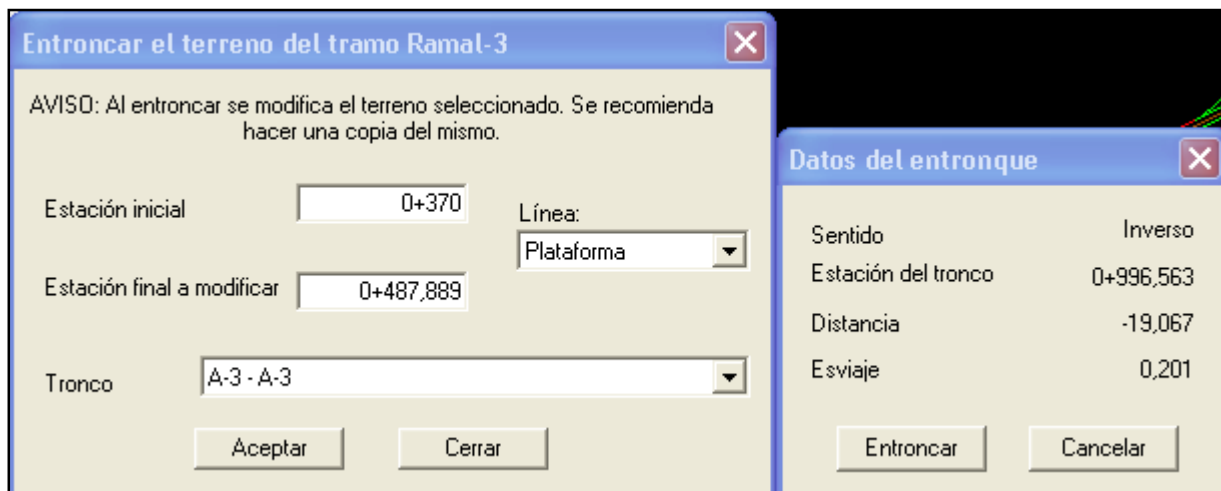 Entroncar el terreno del tramo Ramal-3
AVISO: Al entroncar se modifica el terreno seleccionado. Se recomienda
hacer una copia del mismo.
Estación inicial
0+370
Línea:
Plataforma
Estación final a modificar
0+487,889
Tronco
A-3 - A-3
Aceptar
Cerrar
Datos del entronque
Sentido
Inverso
Estación del tronco
0+996,563
Distancia
-19,067
Esviaje
0,201
Entroncar
Cancelar